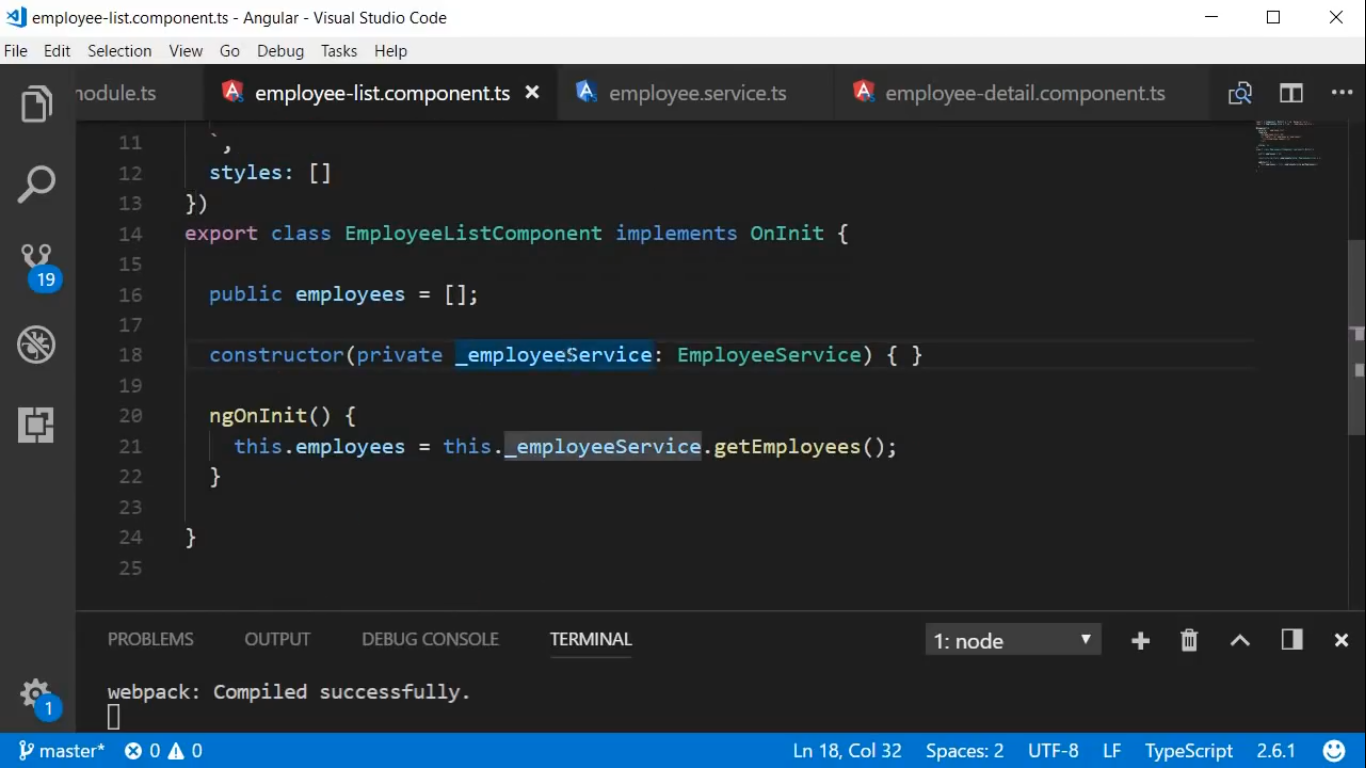 employee-list.component.ts - Angular - Visual Studio Code
File Edit Selection View Go Debug Tasks Help
module.ts employee-list.component.ts employee.service.ts employee-detail.component.ts
11 `,
12 styles: []
13 })
14 export class EmployeeListComponent implements OnInit {
15
16 public employees = [];
17
18 constructor(private _employeeService: EmployeeService) { }
19
20 ngOnInit() {
21 this.employees = this._employeeService.getEmployees();
22 }
23
24 }
25
19
1
PROBLEMS OUTPUT DEBUG CONSOLE TERMINAL 1: node
webpack: Compiled successfully.
master* 0 0 Ln 18, Col 32 Spaces: 2 UTF-8 LF TypeScript 2.6.1